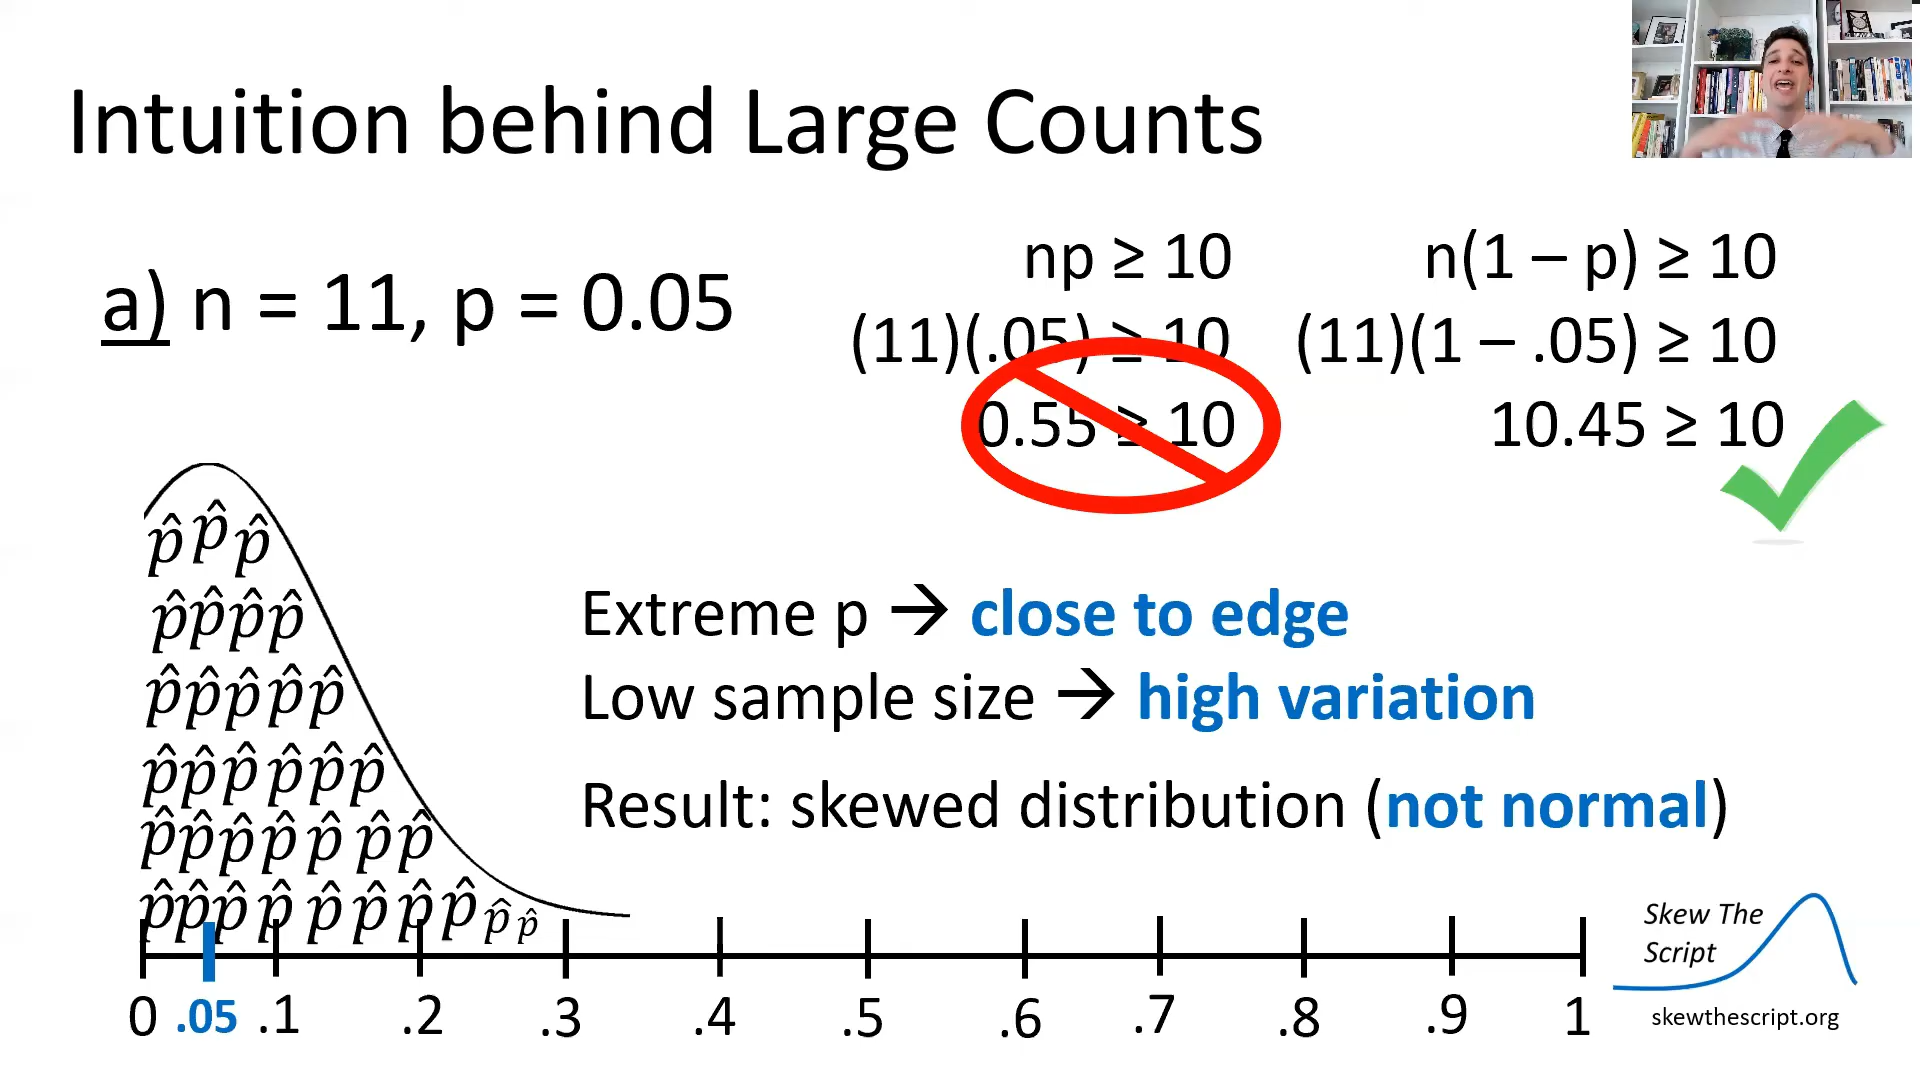 Intuition behind Large Counts
a) n = 11, p = 0.05
np ≥ 10
(11)(.05) ≥ 10
0.55 ≥ 10
n(1 – p) ≥ 10
(11)(1 – .05) ≥ 10
10.45 ≥ 10
p̂ p̂ p̂
p̂ p̂ p̂ p̂
p̂ p̂ p̂ p̂ p̂
p̂ p̂ p̂ p̂ p̂ p̂
p̂ p̂ p̂ p̂ p̂ p̂ p̂
p̂ p̂ p̂ p̂ p̂ p̂ p̂ p̂ p̂ p̂
Extreme p → close to edge
Low sample size → high variation
Result: skewed distribution (not normal)
0 .05 .1 .2 .3 .4 .5 .6 .7 .8 .9 1
Skew The
Script
skewthescript.org